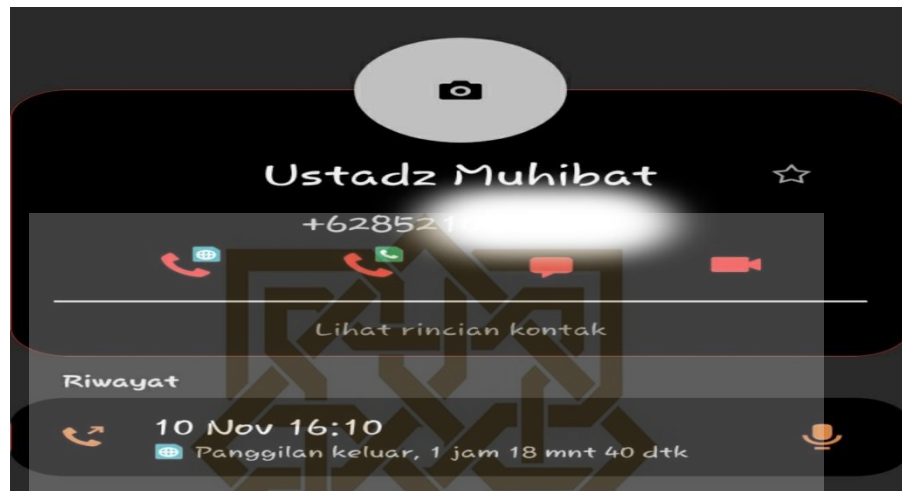 Ustadz Muhibat
+628521
Lihat rincian kontak
Riwayat
10 Nov 16:10
Panggilan keluar, 1 jam 18 mnt 40 dtk